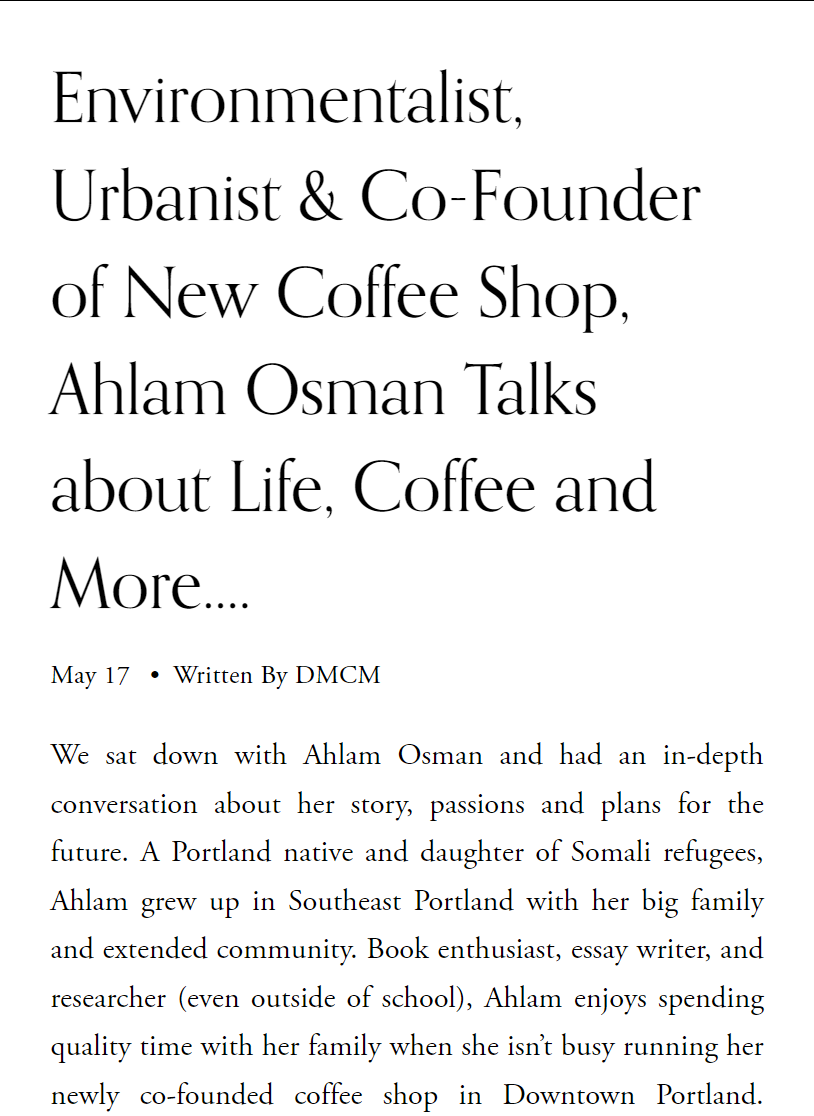 Environmentalist,
Urbanist & Co-Founder
of New Coffee Shop,
Ahlam Osman Talks
about Life, Coffee and
More....
May 17 • Written By DMCM
We sat down with Ahlam Osman and had an in-depth
conversation about her story, passions and plans for the
future. A Portland native and daughter of Somali refugees,
Ahlam grew up in Southeast Portland with her big family
and extended community. Book enthusiast, essay writer, and
researcher (even outside of school), Ahlam enjoys spending
quality time with her family when she isn’t busy running her
newly co-founded coffee shop in Downtown Portland.